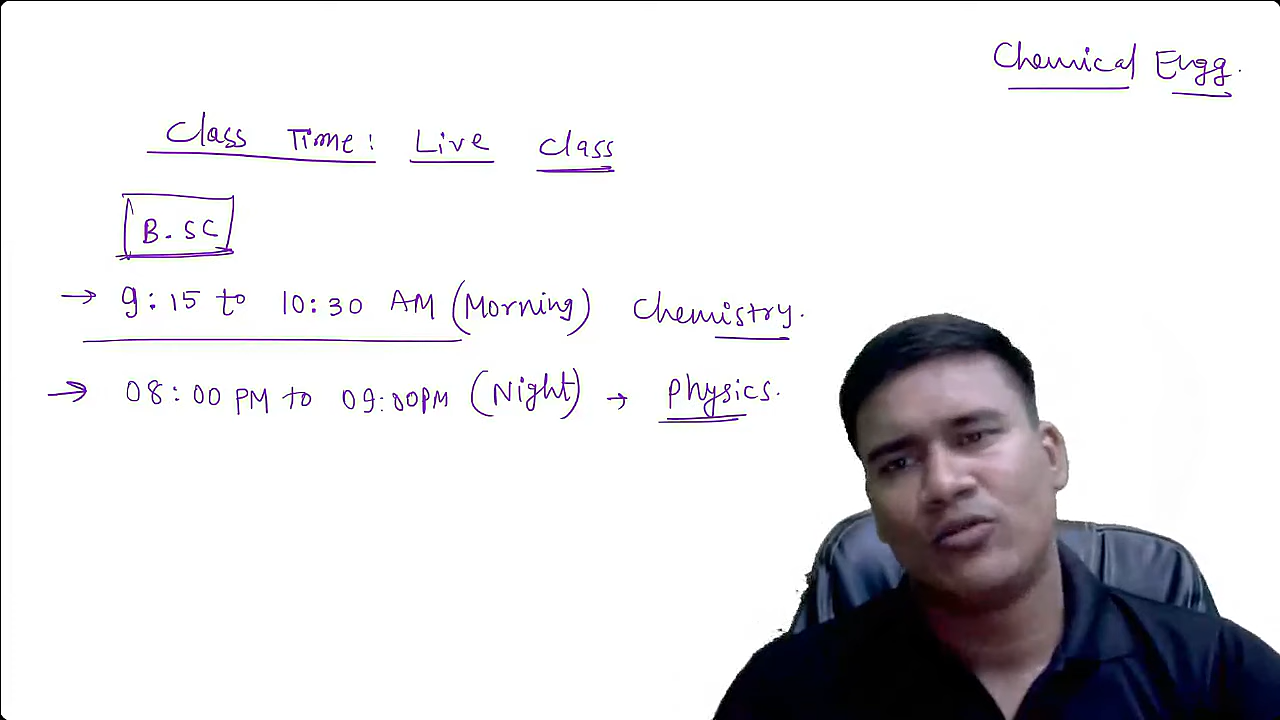 Chemical Engg.
Class Time: Live class
B.SC
→ 9:15 to 10:30 AM (Morning) Chemistry.
→ 08:00 PM to 09:00PM (Night) → Physics.